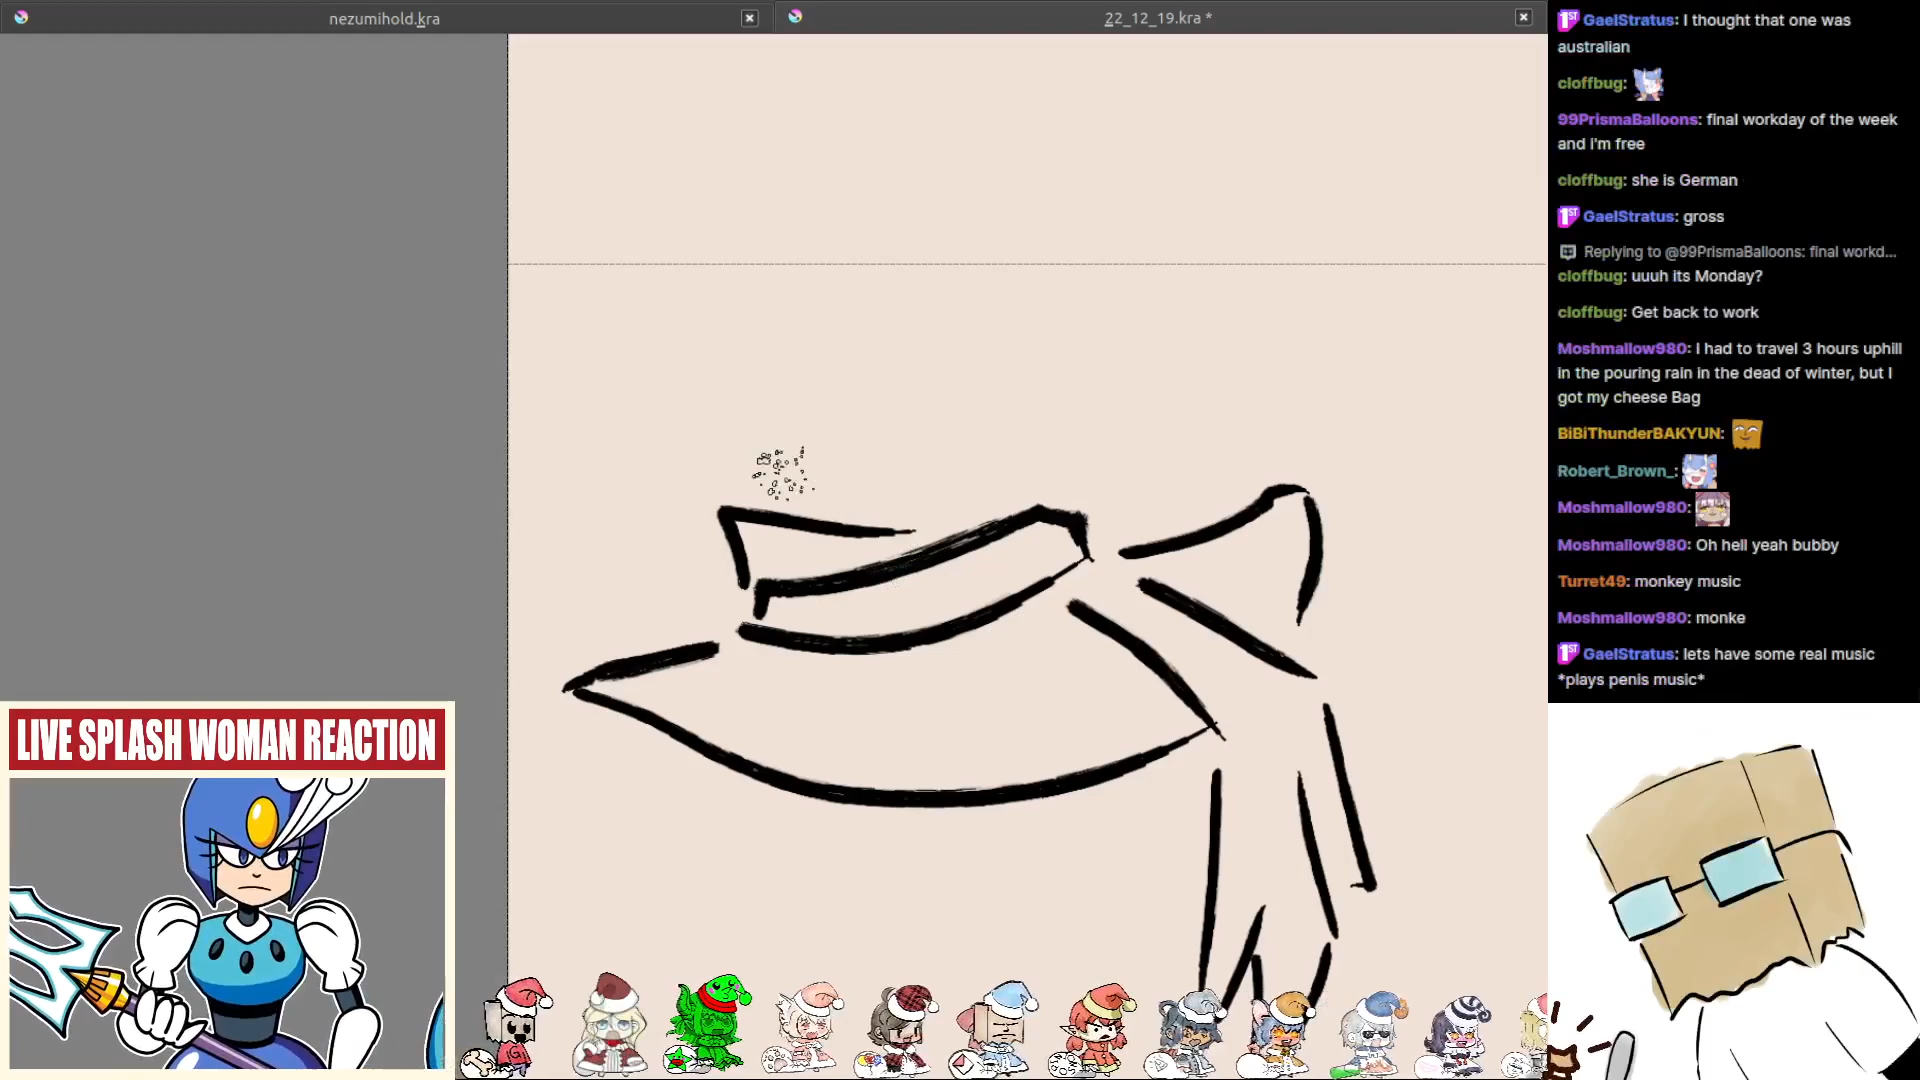 nezumihold.kra
22_12_19.kra *
GaelStratus: I thought that one was
australian
cloffbug:
99PrismaBalloons: final workday of the week
and i'm free
cloffbug: she is German
GaelStratus: gross
Replying to @99PrismaBalloons: final workd...
cloffbug: uuuh its Monday?
cloffbug: Get back to work
Moshmallow980: I had to travel 3 hours uphill
in the pouring rain in the dead of winter, but I
got my cheese Bag
BiBiThunderBAKYUN:
Robert_Brown_:
Moshmallow980:
Moshmallow980: Oh hell yeah bubby
Turret49: monkey music
Moshmallow980: monke
GaelStratus: lets have some real music
*plays penis music*
LIVE SPLASH WOMAN REACTION